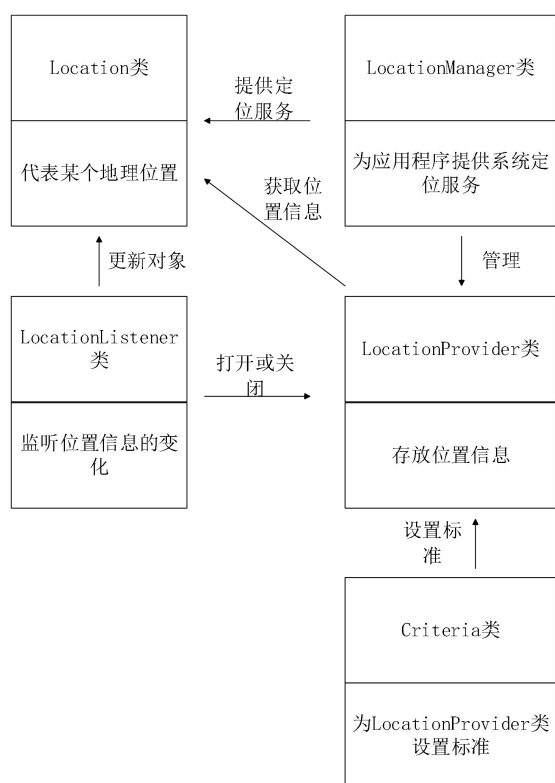 Location类
代表某个地理位置
提供定
位服务
LocationManager类
为应用程序提供系统定
位服务
获取位
置信息
更新对象
管理
LocationListener
类
监听位置信息的变
化
打开或关
闭
LocationProvider类
存放位置信息
设置标
准
Criteria类
为LocationProvider类
设置标准